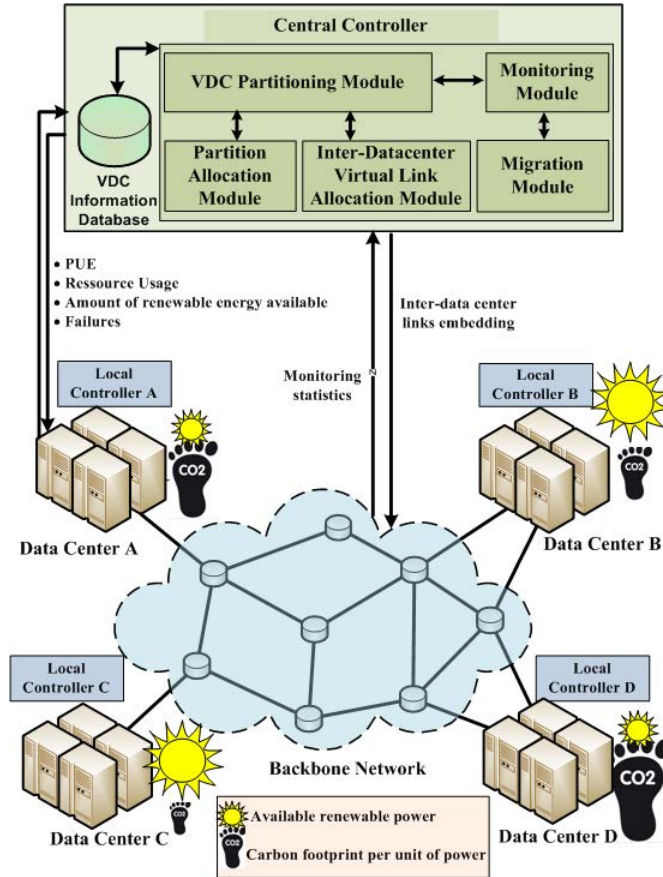 Central Controller
VDC Partitioning Module
Monitoring
Module
Partition
Allocation
Module
Inter-Datacenter
Virtual Link
Allocation Module
Migration
Module
VDC
Information
Database
• PUE
• Ressource Usage
• Amount of renewable energy available
• Failures
Inter-data center
links embedding
Monitoring
statistics
z
Local
Controller A
CO2
Data Center A
Local
Controller B
CO2
Data Center B
Local
Controller C
Data Center C
Local
Controller D
CO2
Data Center D
Backbone Network
Available renewable power
CO2
Carbon footprint per unit of power